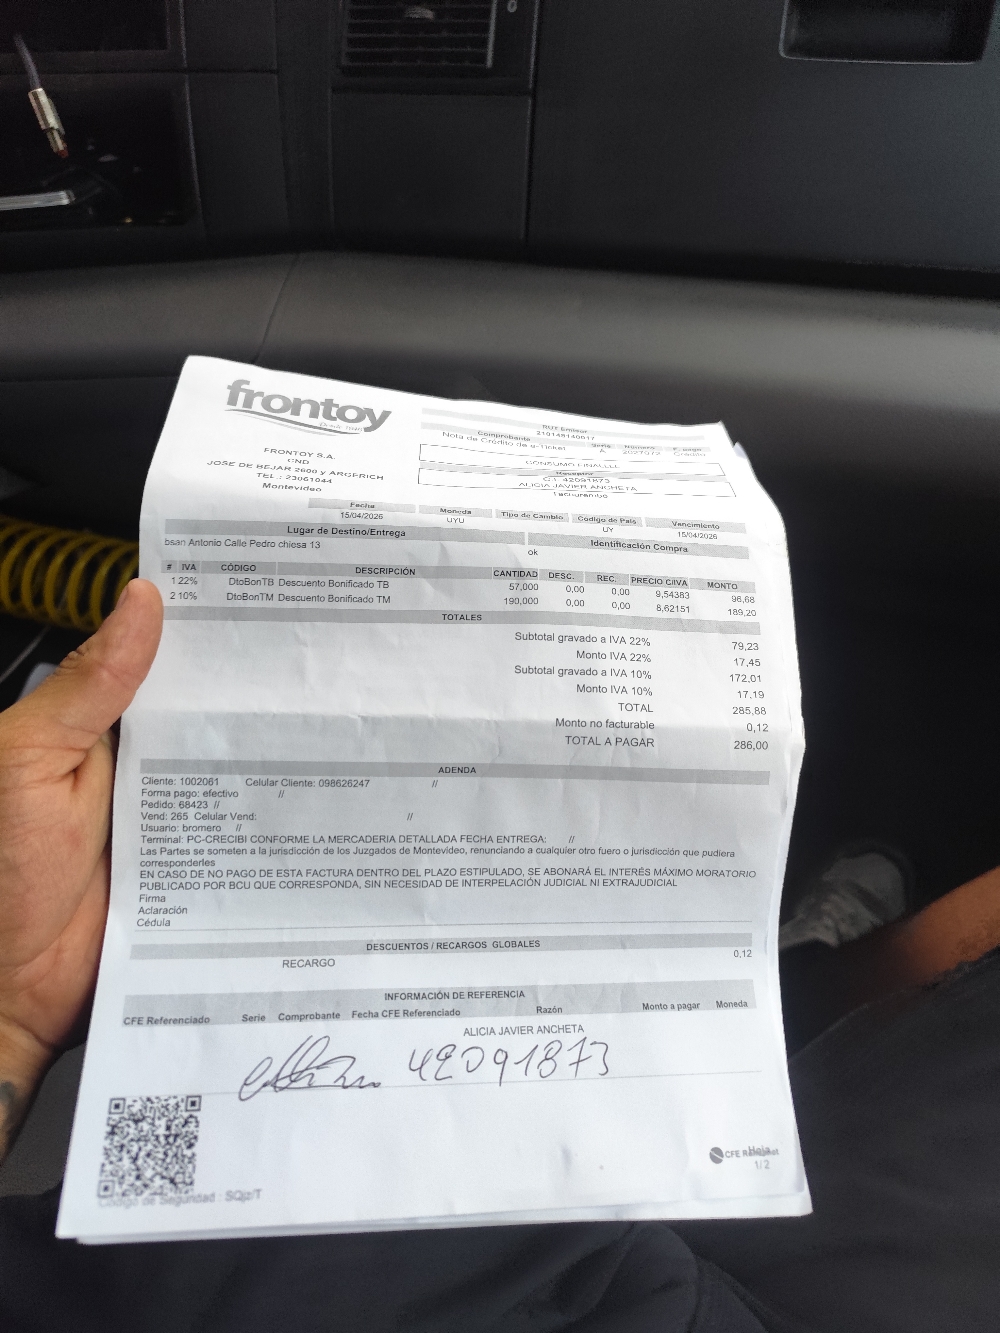 frontoy
FRONTOY S.A.
CND
JOSE DE BEJAR 2600 y ARGERICH
TEL.: 23061044
Montevideo
RUT Emisor
210148140017
Comprobante Serie Número F. pago
Nota de Crédito de e-Ticket A Crédito
CONSUMO FINAL
Receptor
C.I. 42091873
ALICIA JAVIER ANCHETA
Fecha Moneda Tipo de Cambio Codigo de País Vencimiento
15/04/2026 UYU UY 15/04/2026
Lugar de Destino/Entrega Identificación Compra
bsan Antonio Calle Pedro chiesa 13 ok
# IVA CÓDIGO DESCRIPCIÓN CANTIDAD DESC. REC. PRECIO C/IVA MONTO
1 22% DtoBonTB Descuento Bonificado TB 57,000 0,00 0,00 9,54383 96,68
2 10% DtoBonTM Descuento Bonificado TM 190,000 0,00 0,00 8,62151 189,20
TOTALES
Subtotal gravado a IVA 22% 79,23
Monto IVA 22% 17,45
Subtotal gravado a IVA 10% 172,01
Monto IVA 10% 17,19
TOTAL 285,88
Monto no facturable 0,12
TOTAL A PAGAR 286,00
ADENDA
Cliente: 1002061 Celular Cliente: 098626247 //
Forma pago: efectivo //
Pedido: 68423 //
Vend: 265 Celular Vend: //
Usuario: bromero //
Terminal: PC-CRECIBI CONFORME LA MERCADERIA DETALLADA FECHA ENTREGA: //
Las Partes se someten a la jurisdicción de los Juzgados de Montevideo, renunciando a cualquier otro fuero o jurisdicción que pudiera
corresponderles
EN CASO DE NO PAGO DE ESTA FACTURA DENTRO DEL PLAZO ESTIPULADO, SE ABONARÁ EL INTERÉS MÁXIMO MORATORIO
PUBLICADO POR BCU QUE CORRESPONDA, SIN NECESIDAD DE INTERPELACIÓN JUDICIAL NI EXTRAJUDICIAL
Firma
Aclaración
Cédula
DESCUENTOS / RECARGOS GLOBALES
RECARGO 0,12
INFORMACIÓN DE REFERENCIA
CFE Referenciado Serie Comprobante Fecha CFE Referenciado Razón Monto a pagar Moneda
ALICIA JAVIER ANCHETA
42091873
CFE Hoja
1/2
Código de Seguridad : SQjz/T